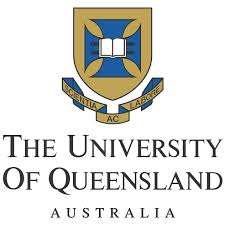 SCIENTIA AC LABORE
THE UNIVERSITY
OF QUEENSLAND
AUSTRALIA